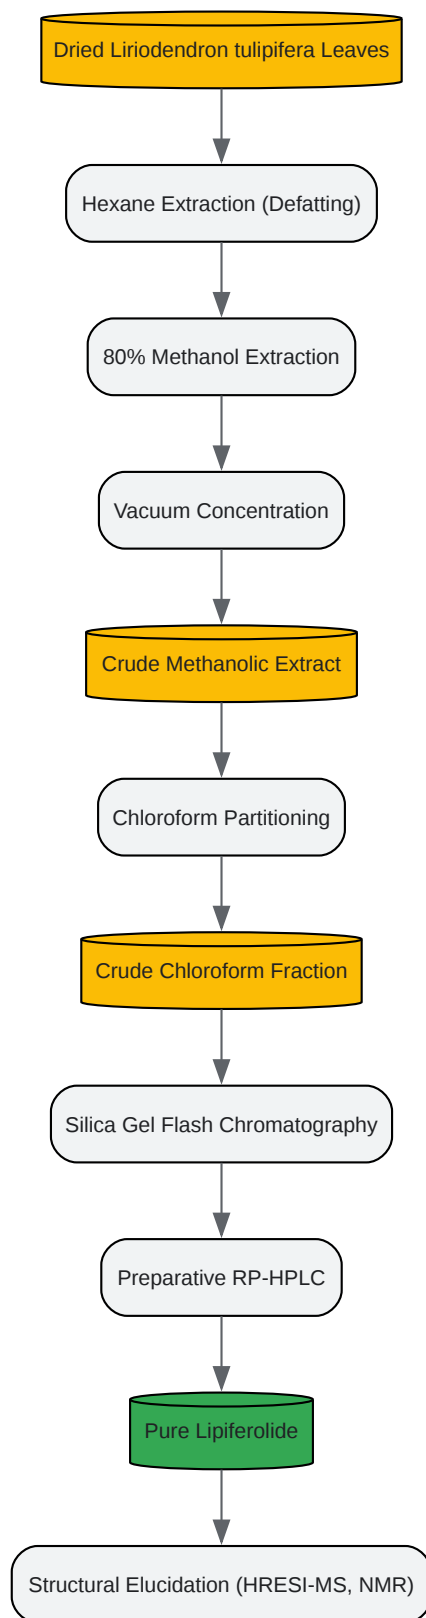 Dried Liriodendron tulipifera Leaves
Hexane Extraction (Defatting)
80% Methanol Extraction
Vacuum Concentration
Crude Methanolic Extract
Chloroform Partitioning
Crude Chloroform Fraction
Silica Gel Flash Chromatography
Preparative RP-HPLC
Pure Lipiferolide
Structural Elucidation (HRESI-MS, NMR)